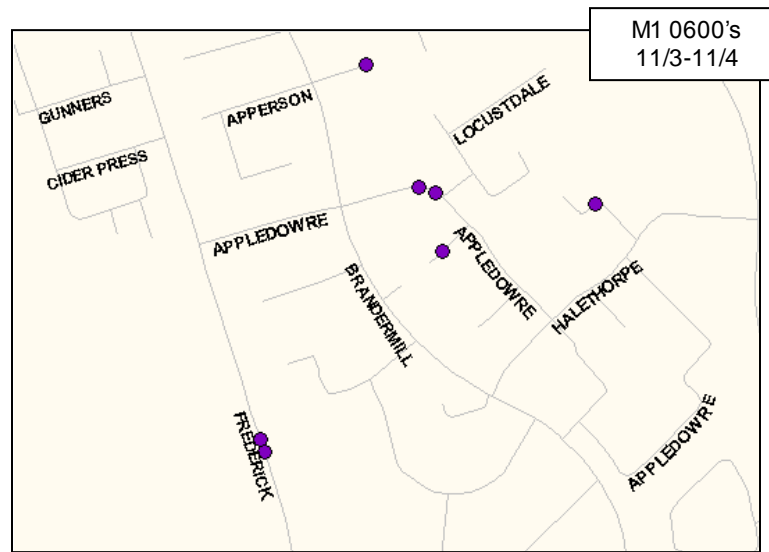 M1 0600's
11/3-11/4
GUNNERS
APPERSON
LOCUSTDALE
CIDER PRESS
APPLEDOWRE
APPLEDOWRE
BRANDERMILL
HALETHORPE
FREDERICK
APPLEDOWRE